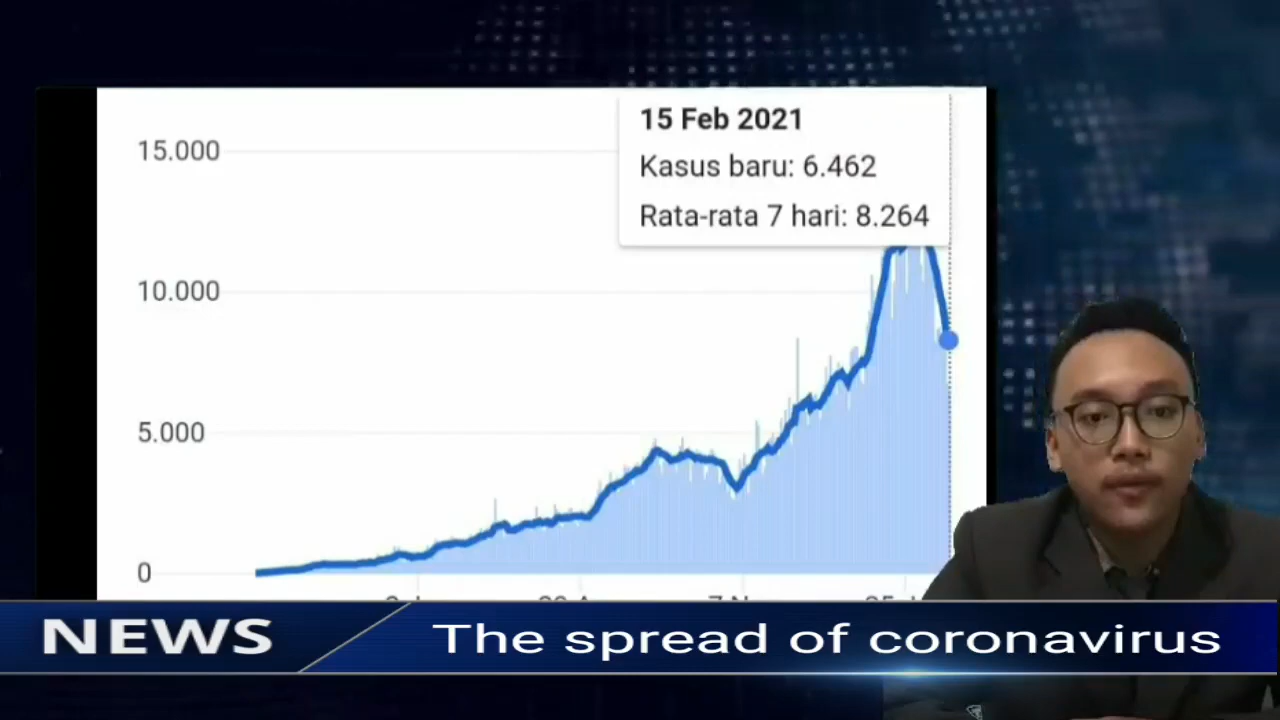 15 Feb 2021
Kasus baru: 6.462
Rata-rata 7 hari: 8.264
15.000
10.000
5.000
0
NEWS
The spread of coronavirus